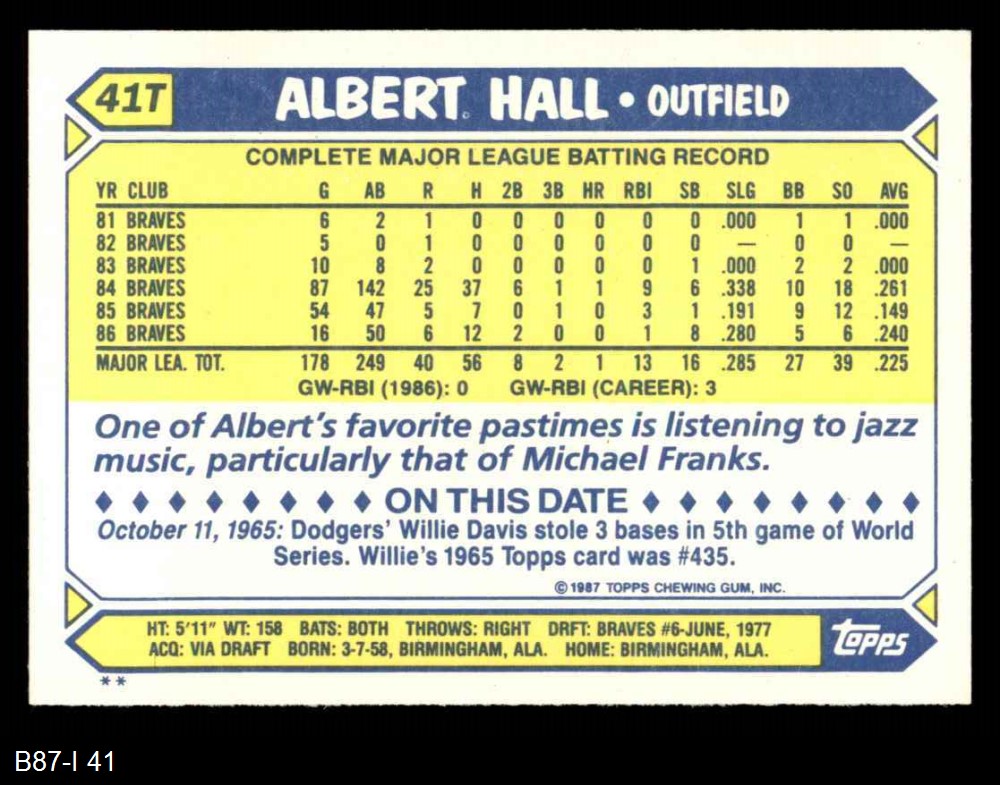 41T ALBERT HALL • OUTFIELD
COMPLETE MAJOR LEAGUE BATTING RECORD
YR CLUB G AB R H 2B 3B HR RBI SB SLG BB SO AVG
81 BRAVES 6 2 1 0 0 0 0 0 0 .000 1 1 .000
82 BRAVES 5 0 1 0 0 0 0 0 0 — 0 0 —
83 BRAVES 10 8 2 0 0 0 0 0 1 .000 2 2 .000
84 BRAVES 87 142 25 37 6 1 1 9 6 .338 10 18 .261
85 BRAVES 54 47 5 7 0 1 0 3 1 .191 9 12 .149
86 BRAVES 16 50 6 12 2 0 0 1 8 .280 5 6 .240
MAJOR LEA. TOT. 178 249 40 56 8 2 1 13 16 .285 27 39 .225
GW-RBI (1986): 0 GW-RBI (CAREER): 3
One of Albert's favorite pastimes is listening to jazz
music, particularly that of Michael Franks.
♦ ♦ ♦ ♦ ♦ ♦ ♦ ♦ ON THIS DATE ♦ ♦ ♦ ♦ ♦ ♦ ♦ ♦
October 11, 1965: Dodgers' Willie Davis stole 3 bases in 5th game of World
Series. Willie's 1965 Topps card was #435.
©1987 TOPPS CHEWING GUM, INC.
HT: 5'11" WT: 158 BATS: BOTH THROWS: RIGHT DRFT: BRAVES #6-JUNE, 1977
ACQ: VIA DRAFT BORN: 3-7-58, BIRMINGHAM, ALA. HOME: BIRMINGHAM, ALA.
topps
**
B87-I 41